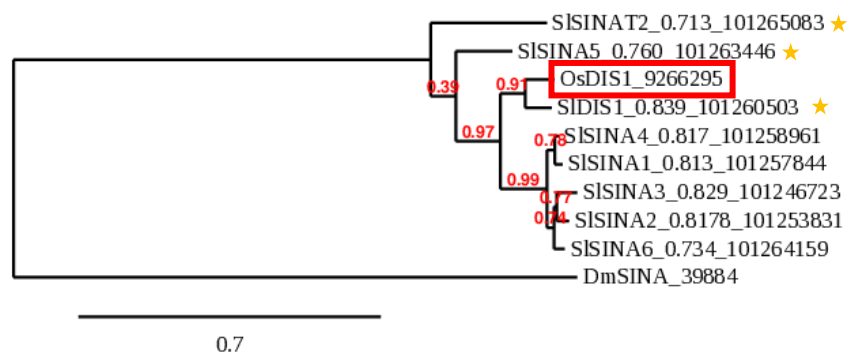 SlSINAT2_0.713_101265083
SlSINA5_0.760_101263446
0.39
0.91
OsDIS1_9266295
SlDIS1_0.839_101260503
0.97
0.78
SlSINA4_0.817_101258961
SlSINA1_0.813_101257844
0.99
0.77
SlSINA3_0.829_101246723
0.74
SlSINA2_0.8178_101253831
SlSINA6_0.734_101264159
DmSINA_39884
0.7